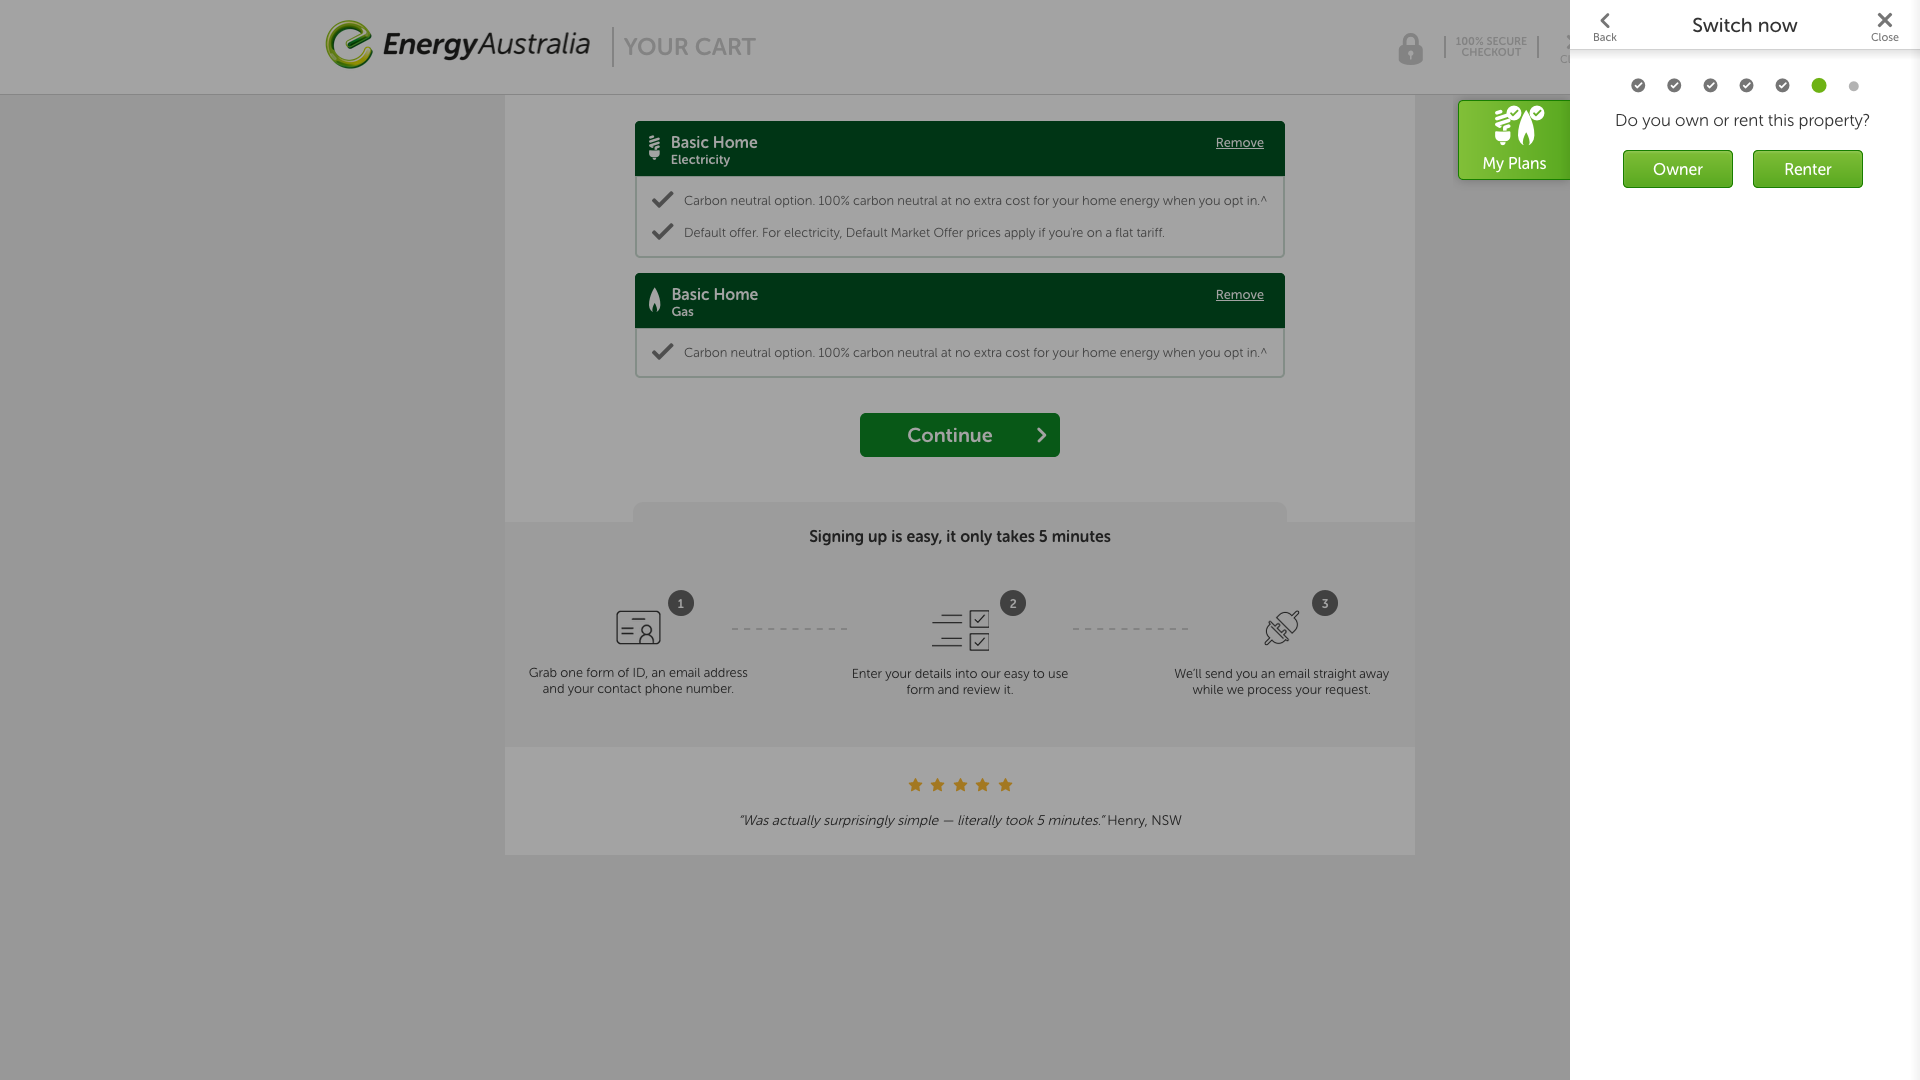 EnergyAustralia
YOUR CART
100% SECURE
CHECKOUT
Back
Switch now
Close
Do you own or rent this property?
Owner
Renter
My Plans
Basic Home
Electricity
Remove
Carbon neutral option. 100% carbon neutral at no extra cost for your home energy when you opt in.^
Default offer. For electricity, Default Market Offer prices apply if you're on a flat tariff.
Basic Home
Gas
Remove
Carbon neutral option. 100% carbon neutral at no extra cost for your home energy when you opt in.^
Continue
Signing up is easy, it only takes 5 minutes
1
2
3
Grab one form of ID, an email address
and your contact phone number.
Enter your details into our easy to use
form and review it.
We'll send you an email straight away
while we process your request.
"Was actually surprisingly simple — literally took 5 minutes." Henry, NSW